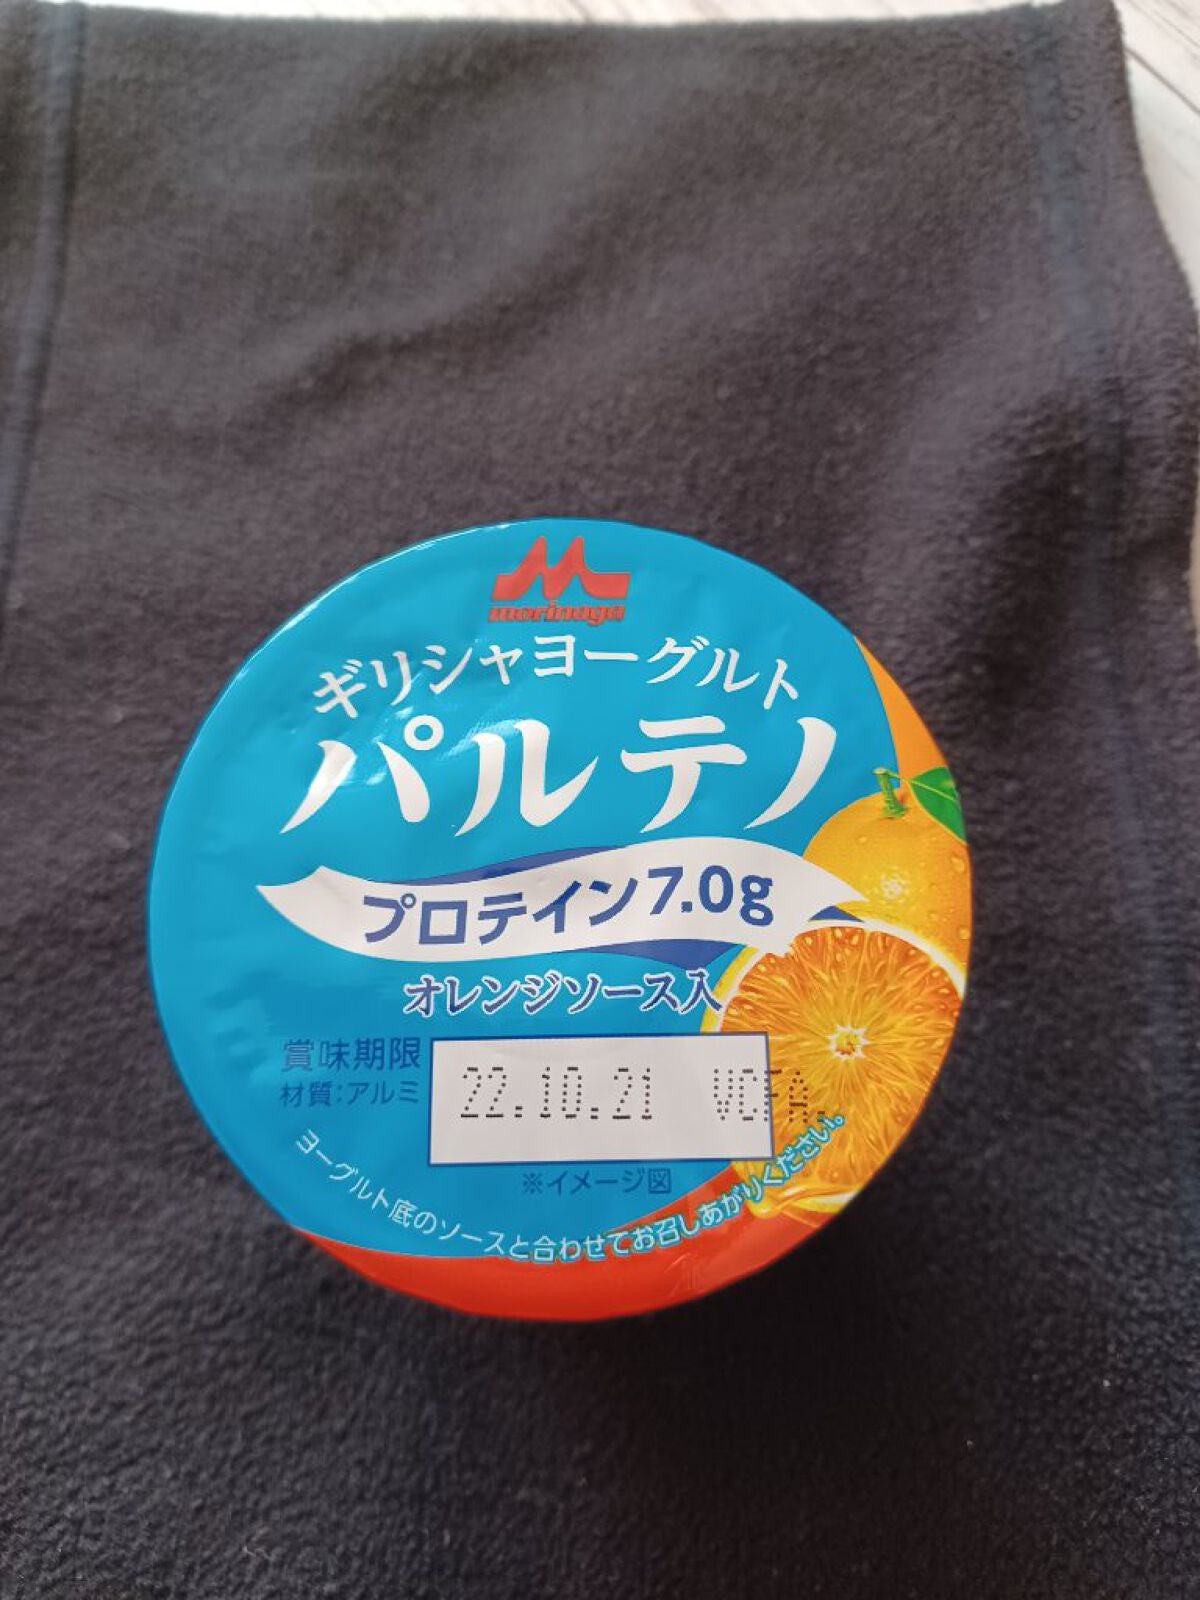 morinaga
ギリシャヨーグルト
パルテノ
プロテイン7.0g
オレンジソース入
賞味期限
材質:アルミ
22.10.21 VCFA
※イメージ図
ヨーグルト底のソースと合わせてお召しあがりください。